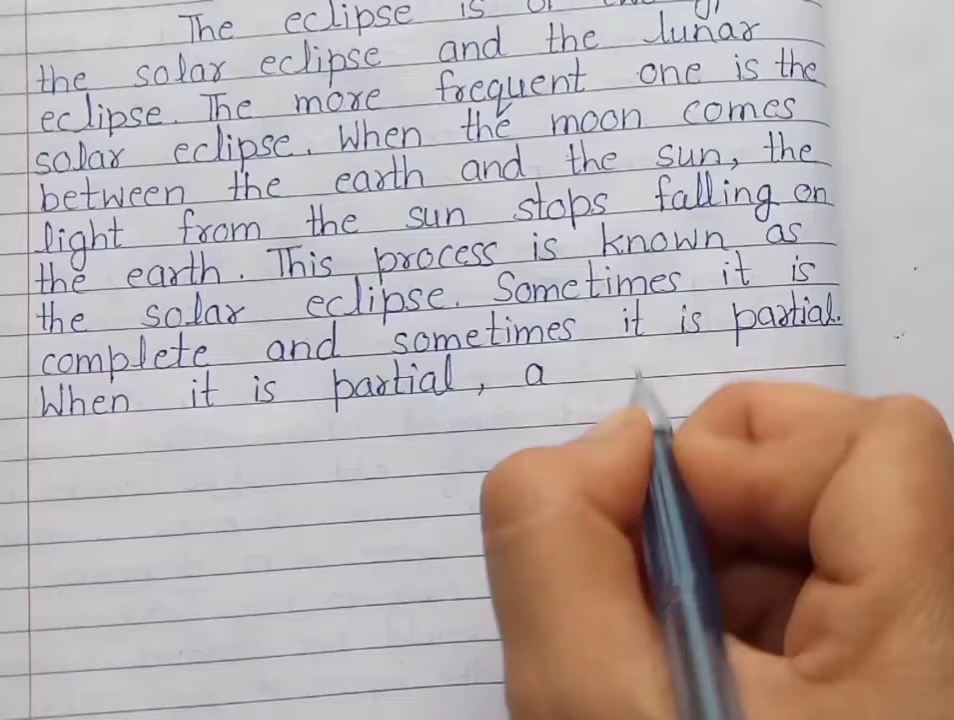 The eclipse is of
the solar eclipse and the lunar
eclipse. The more frequent one is the
solar eclipse. When the moon comes
between the earth and the sun, the
light from the sun stops falling on
the earth. This process is known as
the solar eclipse. Sometimes it is
complete and sometimes it is partial.
When it is partial, a